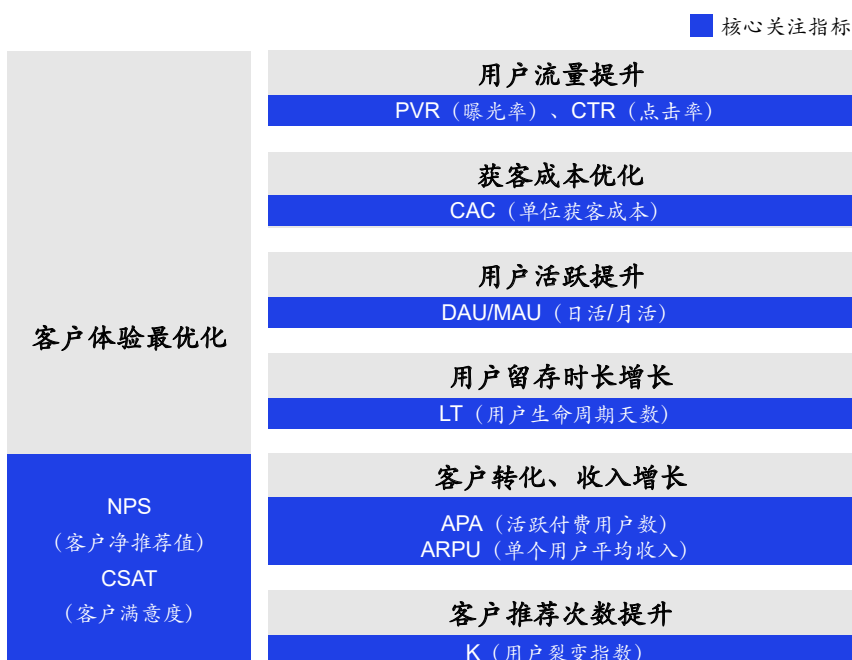 核心关注指标
客户体验最优化
NPS
（客户净推荐值）
CSAT
（客户满意度）
用户流量提升
PVR（曝光率）、CTR（点击率）
获客成本优化
CAC（单位获客成本）
用户活跃提升
DAU/MAU（日活/月活）
用户留存时长增长
LT（用户生命周期天数）
客户转化、收入增长
APA（活跃付费用户数）
ARPU（单个用户平均收入）
客户推荐次数提升
K（用户裂变指数）